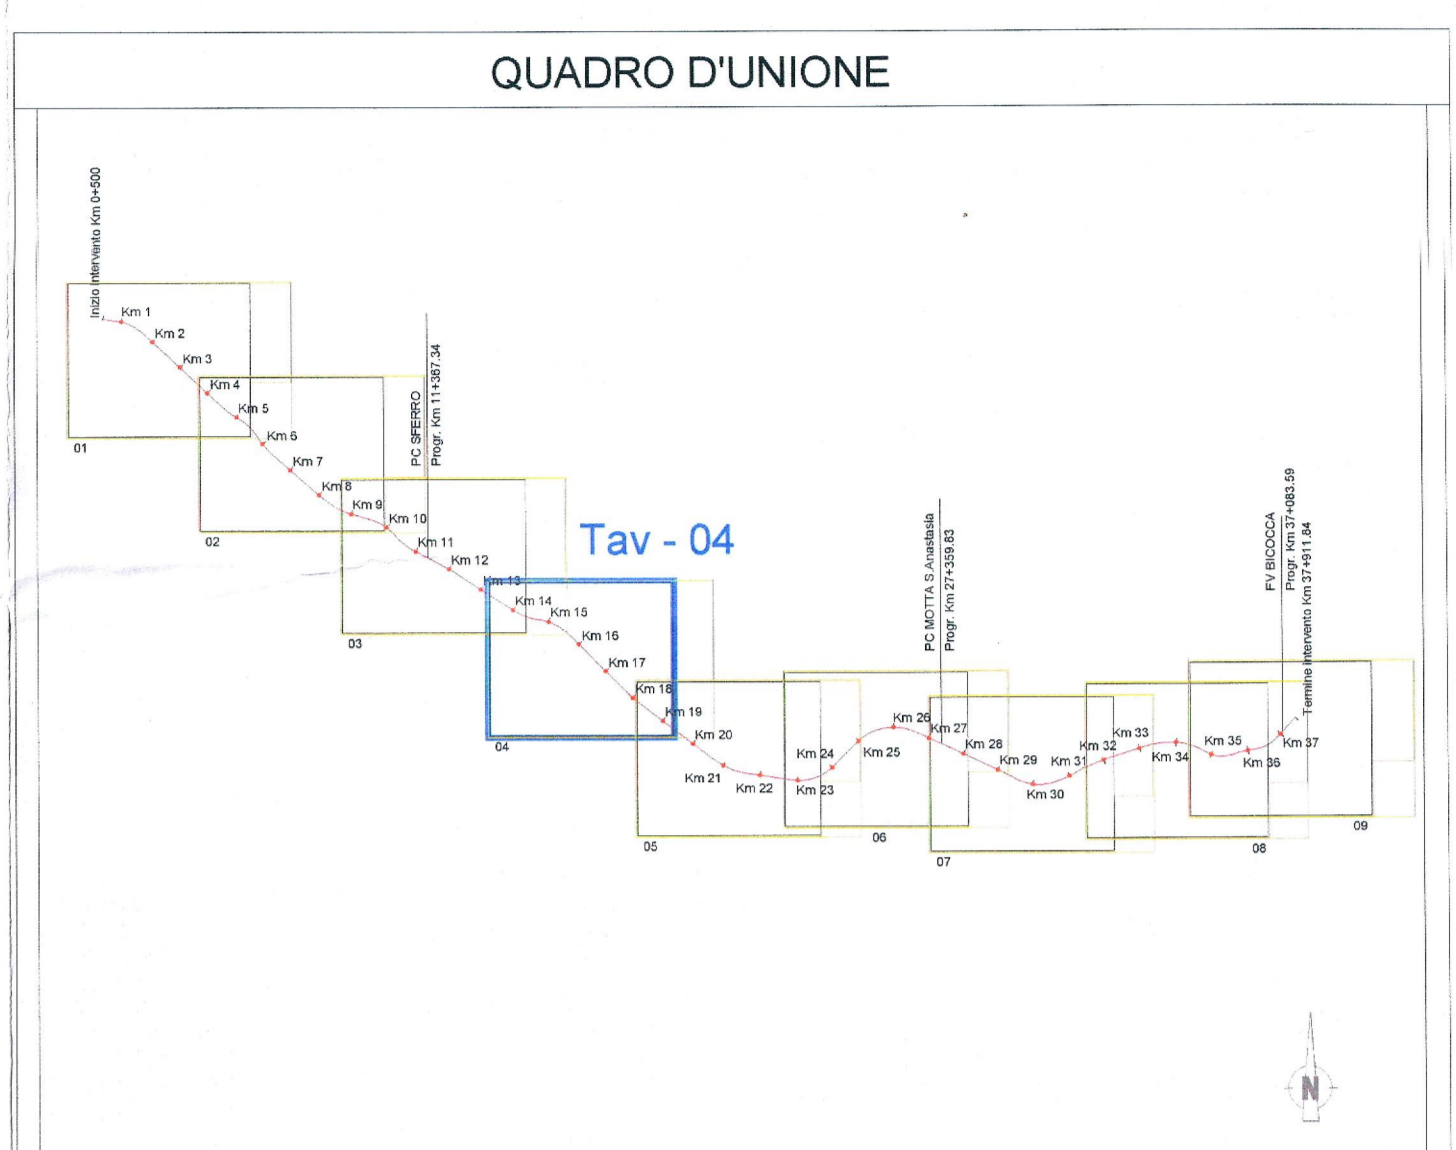 QUADRO D'UNIONE
Inizio intervento Km 0+500
Km 1
Km 2
Km 3
Km 4
Km 5
Km 6
Km 7
Km 8
Km 9
Km 10
Km 11
Km 12
Km 13
Km 14
Km 15
Km 16
Km 17
Km 18
Km 19
Km 20
Km 21
Km 22
Km 23
Km 24
Km 25
Km 26
Km 27
Km 28
Km 29
Km 30
Km 31
Km 32
Km 33
Km 34
Km 35
Km 36
Km 37
PC SFERRO
Progr. Km 11+367.34
Tav - 04
PC MOTTA S.Anastasia
Progr. Km 27+359.83
FV BICOCCA
Progr. Km 37+083.59
Termine intervento Km 37+911.84
01
02
03
04
05
06
07
08
09
N